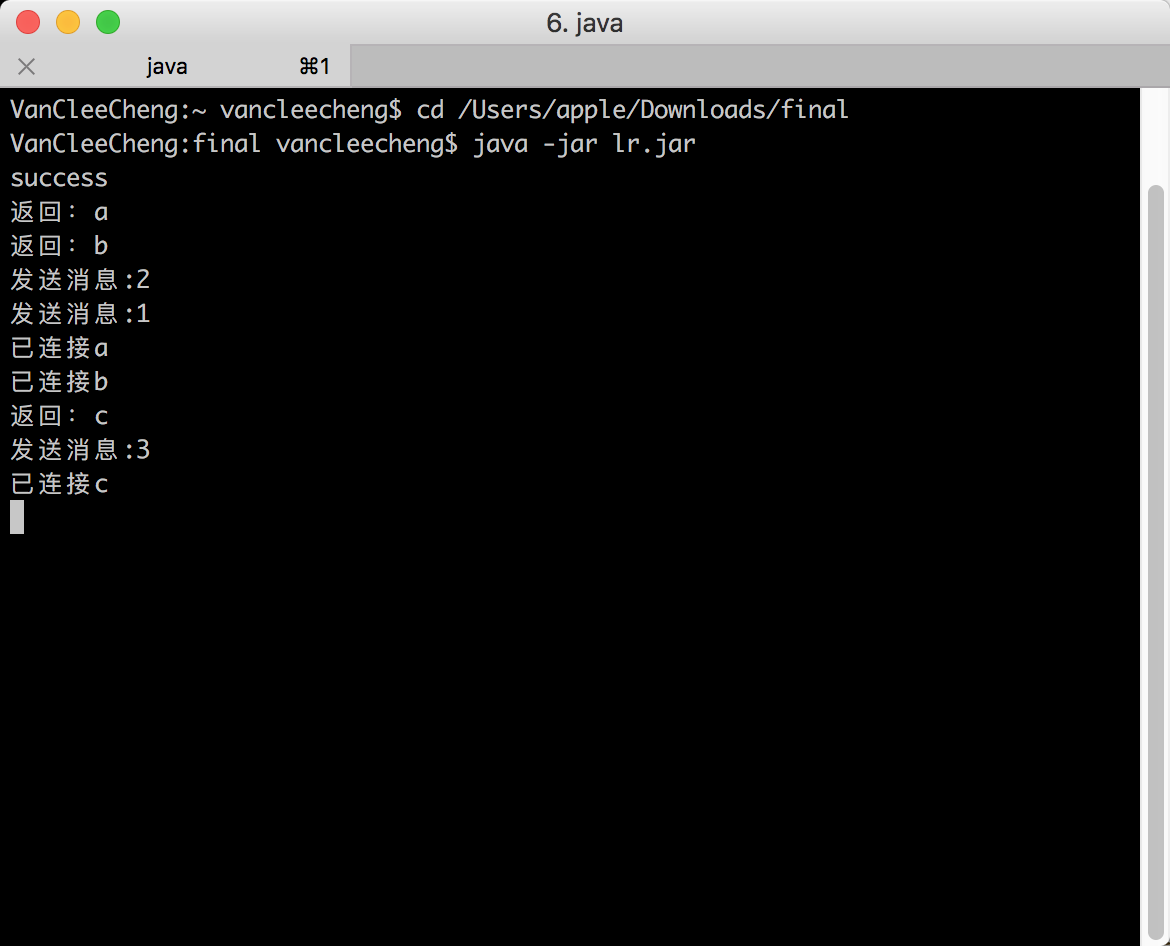 6. java
java ⌘1
VanCleeCheng:~ vancleecheng$ cd /Users/apple/Downloads/final
VanCleeCheng:final vancleecheng$ java -jar lr.jar
success
返回: a
返回: b
发送消息:2
发送消息:1
已连接a
已连接b
返回: c
发送消息:3
已连接c